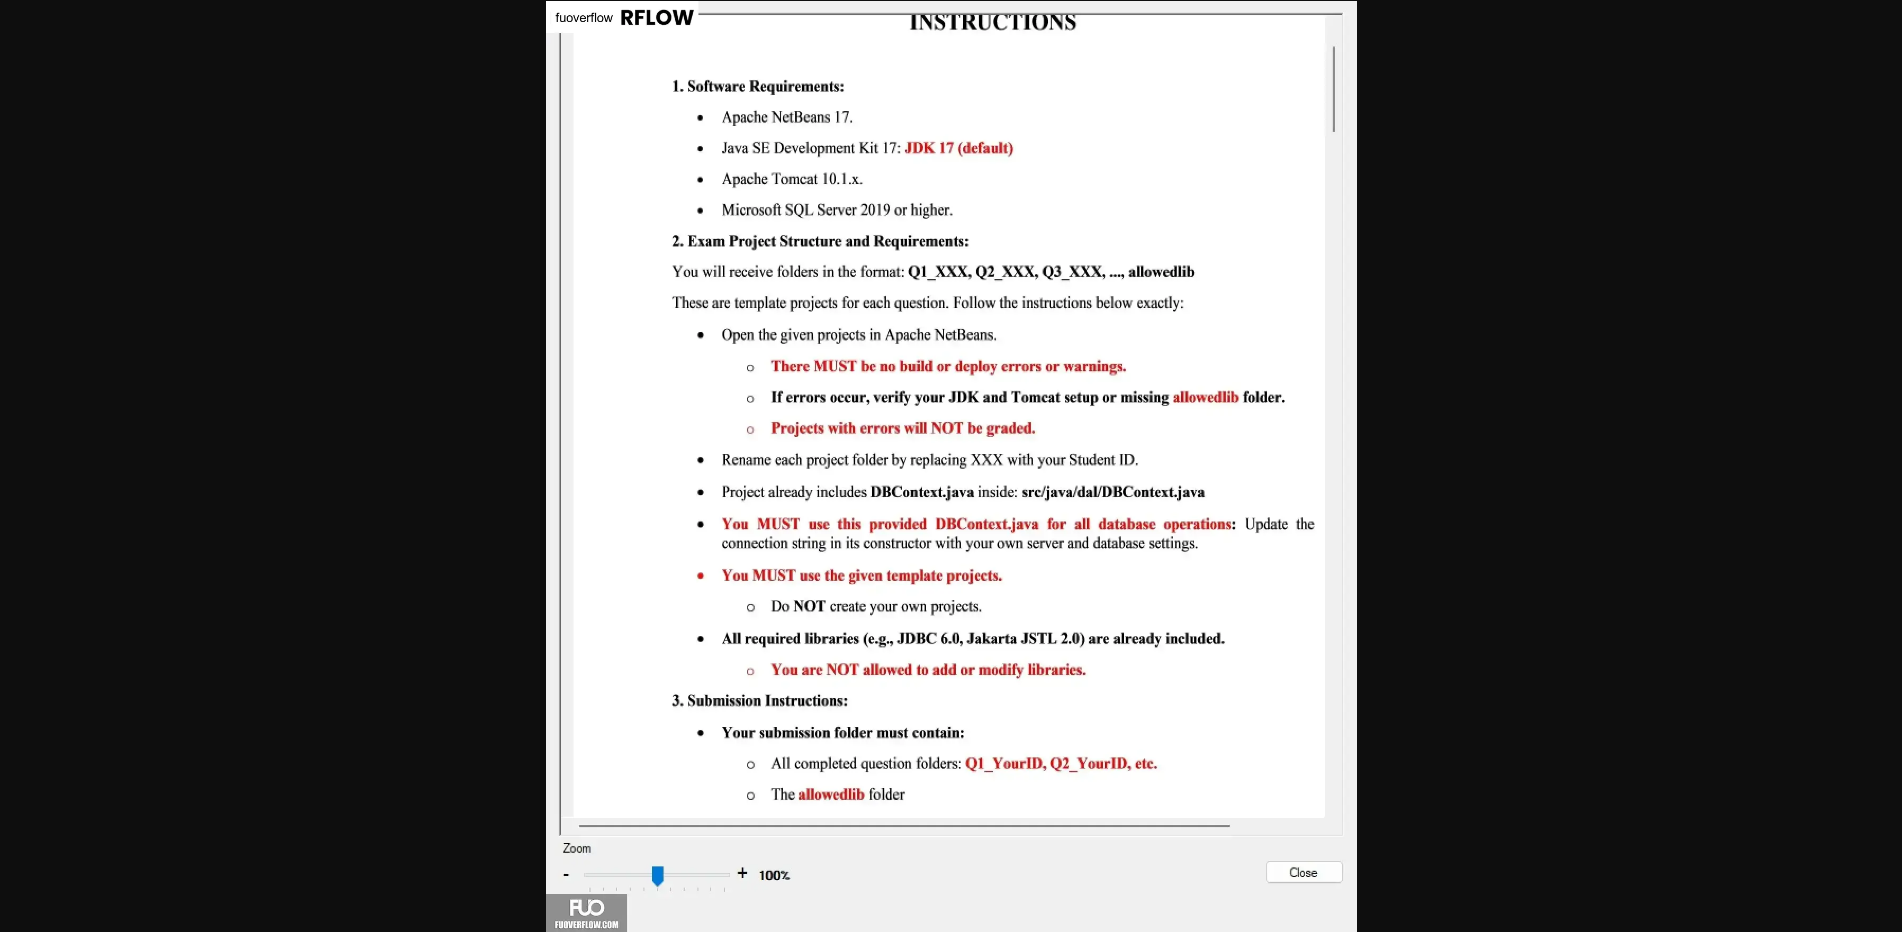 fuoverflow RFLOW
INSTRUCTIONS
1. Software Requirements:
• Apache NetBeans 17.
• Java SE Development Kit 17: JDK 17 (default)
• Apache Tomcat 10.1.x.
• Microsoft SQL Server 2019 or higher.
2. Exam Project Structure and Requirements:
You will receive folders in the format: Q1_XXX, Q2_XXX, Q3_XXX, ..., allowedlib
These are template projects for each question. Follow the instructions below exactly:
• Open the given projects in Apache NetBeans.
o There MUST be no build or deploy errors or warnings.
o If errors occur, verify your JDK and Tomcat setup or missing allowedlib folder.
o Projects with errors will NOT be graded.
• Rename each project folder by replacing XXX with your Student ID.
• Project already includes DBContext.java inside: src/java/dal/DBContext.java
• You MUST use this provided DBContext.java for all database operations: Update the
connection string in its constructor with your own server and database settings.
• You MUST use the given template projects.
o Do NOT create your own projects.
• All required libraries (e.g., JDBC 6.0, Jakarta JSTL 2.0) are already included.
o You are NOT allowed to add or modify libraries.
3. Submission Instructions:
• Your submission folder must contain:
o All completed question folders: Q1_YourID, Q2_YourID, etc.
o The allowedlib folder
Zoom
- + 100%
Close
FUO
FUOVERFLOW.COM